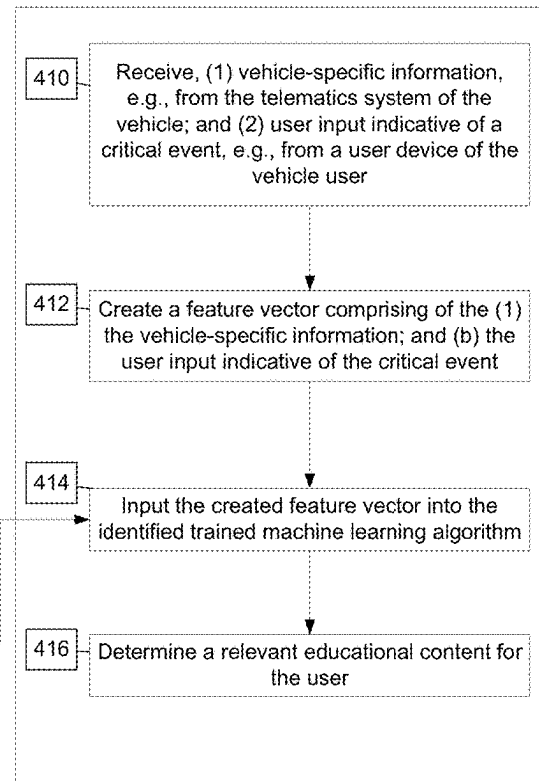 410
Receive, (1) vehicle-specific information,
e.g., from the telematics system of the
vehicle; and (2) user input indicative of a
critical event, e.g., from a user device of the
vehicle user
412
Create a feature vector comprising of the (1)
the vehicle-specific information; and (b) the
user input indicative of the critical event
414
Input the created feature vector into the
identified trained machine learning algorithm
416
Determine a relevant educational content for
the user